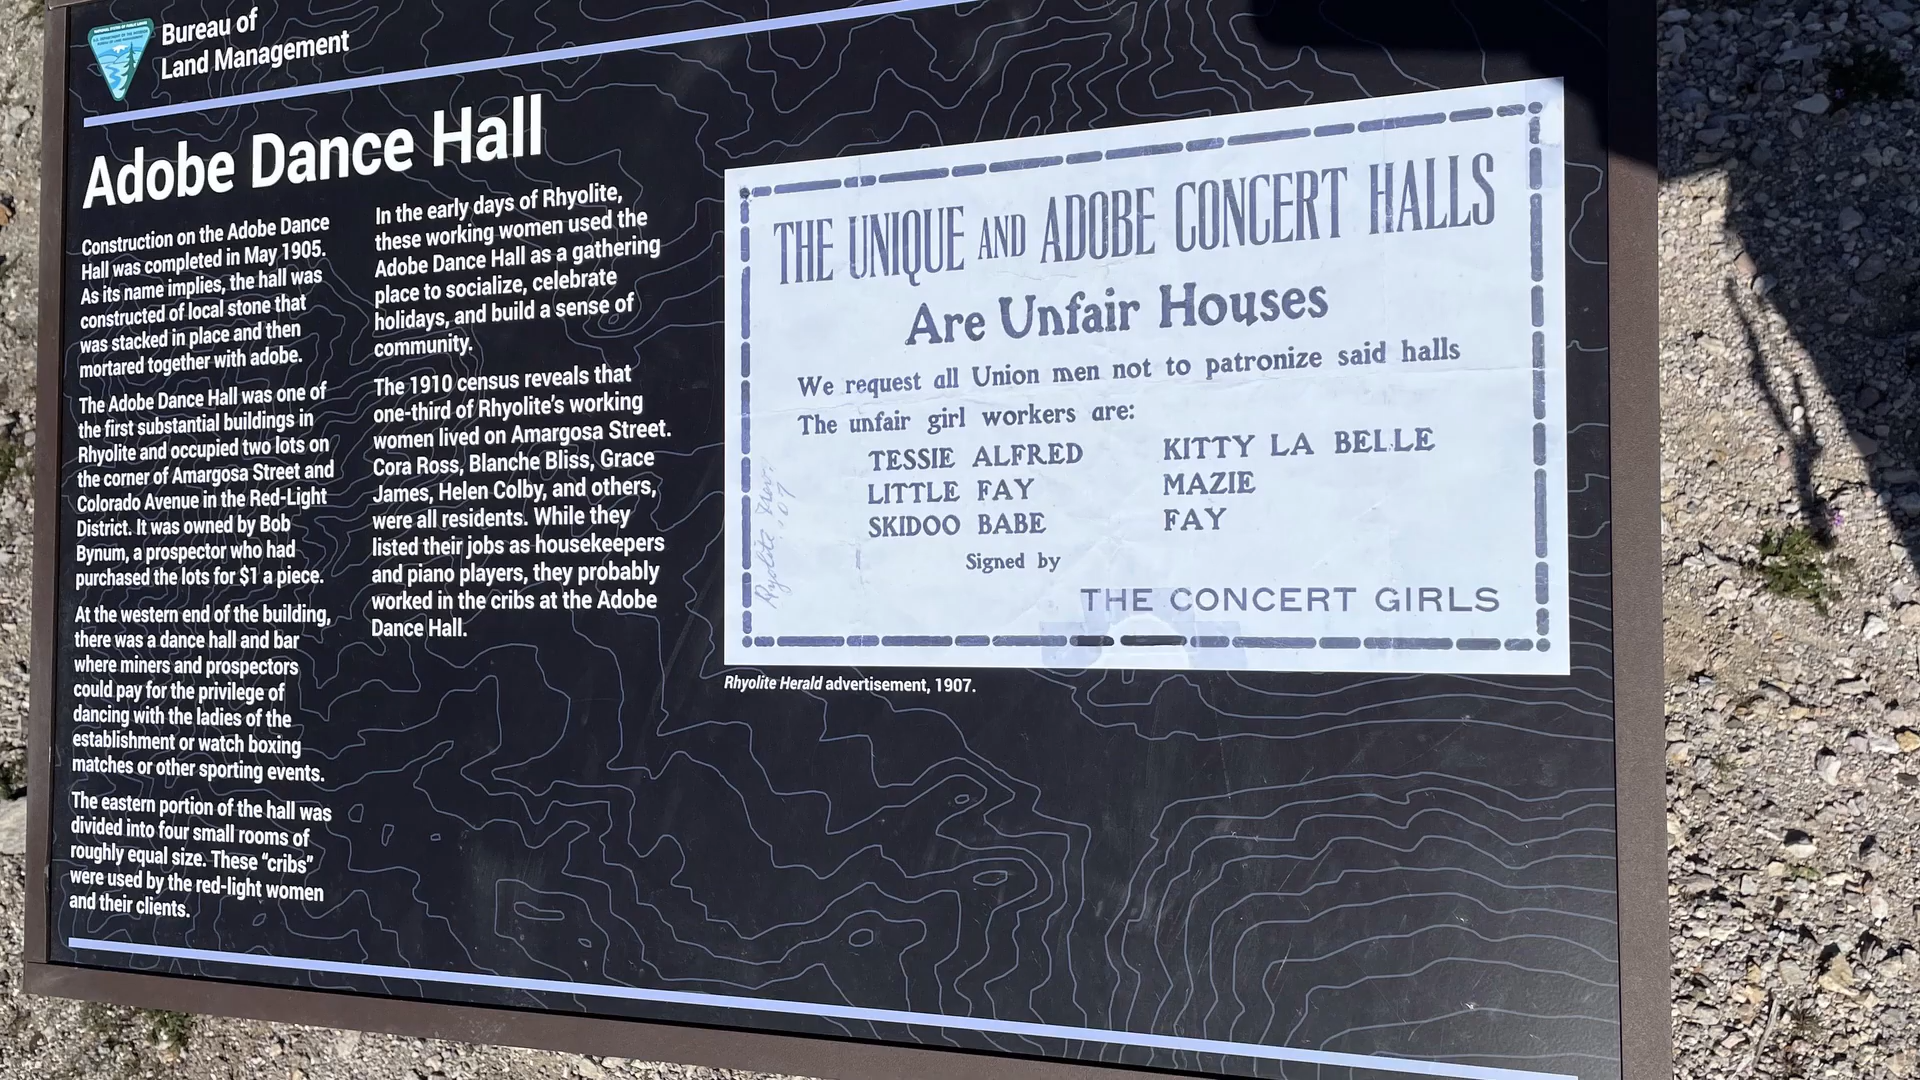 Bureau of
Land Management
Adobe Dance Hall
Construction on the Adobe Dance
Hall was completed in May 1905.
As its name implies, the hall was
constructed of local stone that
was stacked in place and then
mortared together with adobe.
The Adobe Dance Hall was one of
the first substantial buildings in
Rhyolite and occupied two lots on
the corner of Amargosa Street and
Colorado Avenue in the Red-Light
District. It was owned by Bob
Bynum, a prospector who had
purchased the lots for $1 a piece.
At the western end of the building,
there was a dance hall and bar
where miners and prospectors
could pay for the privilege of
dancing with the ladies of the
establishment or watch boxing
matches or other sporting events.
The eastern portion of the hall was
divided into four small rooms of
roughly equal size. These “cribs”
were used by the red-light women
and their clients.
In the early days of Rhyolite,
these working women used the
Adobe Dance Hall as a gathering
place to socialize, celebrate
holidays, and build a sense of
community.
The 1910 census reveals that
one-third of Rhyolite's working
women lived on Amargosa Street.
Cora Ross, Blanche Bliss, Grace
James, Helen Colby, and others,
were all residents. While they
listed their jobs as housekeepers
and piano players, they probably
worked in the cribs at the Adobe
Dance Hall.
THE UNIQUE AND ADOBE CONCERT HALLS
Are Unfair Houses
We request all Union men not to patronize said halls
The unfair girl workers are:
TESSIE ALFRED KITTY LA BELLE
LITTLE FAY MAZIE
SKIDOO BABE FAY
Signed by
THE CONCERT GIRLS
Rhyolite Herald advertisement, 1907.